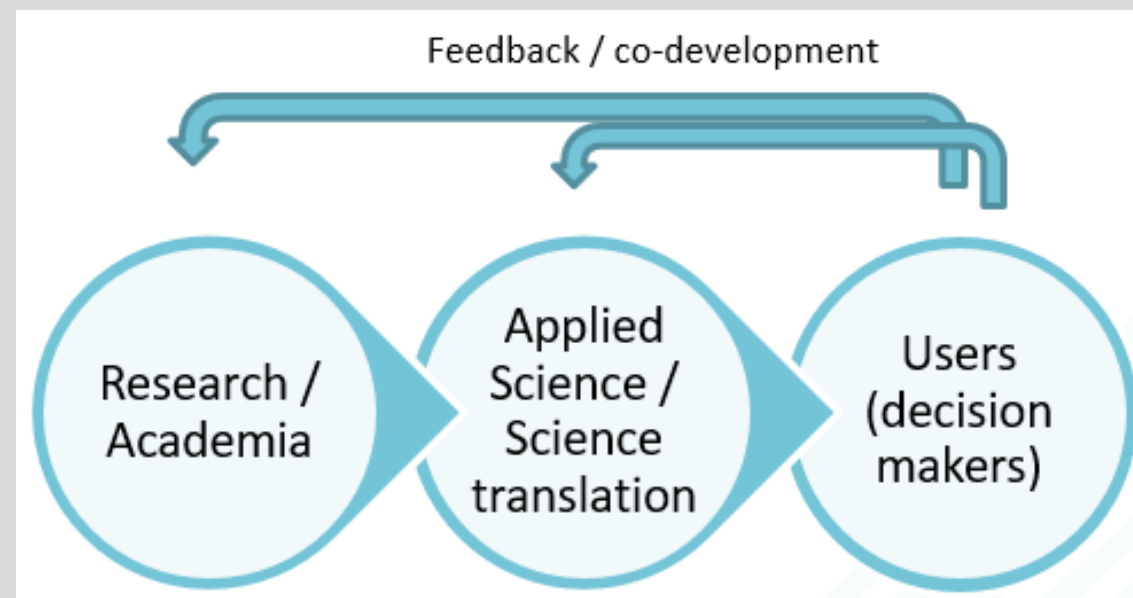 Feedback / co-development
Research /
Academia
Applied
Science /
Science
translation
Users
(decision
makers)